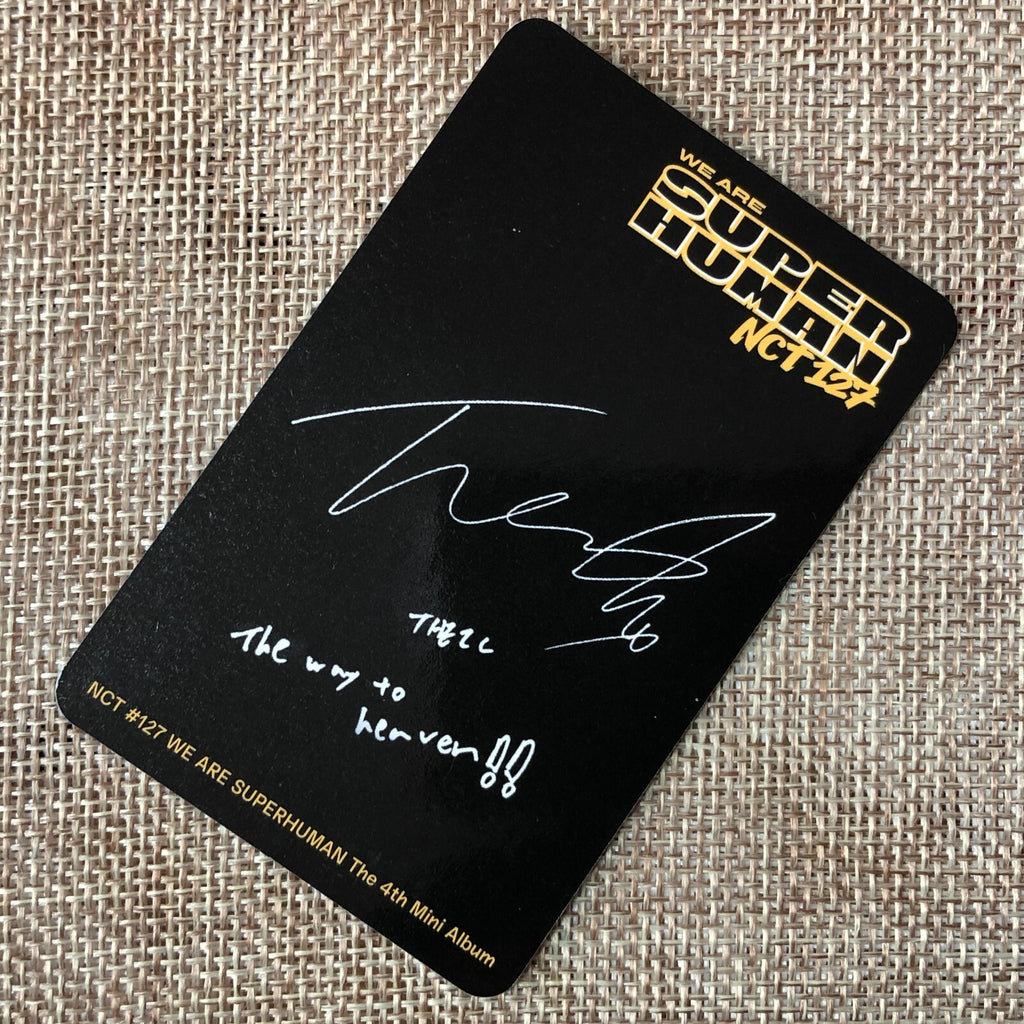 WE ARE
SUPER
HUMAN
NCT 127
The way to
heaven!!
NCT #127 WE ARE SUPERHUMAN The 4th Mini Album